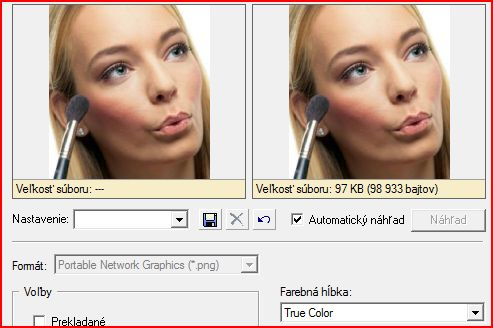 Veľkosť súboru: ---
Veľkosť súboru: 97 KB (98 933 bajtov)
Nastavenie:
Automatický náhľad
Náhľad
Formát:
Portable Network Graphics (*.png)
Voľby
Prekladané
Farebná hĺbka:
True Color